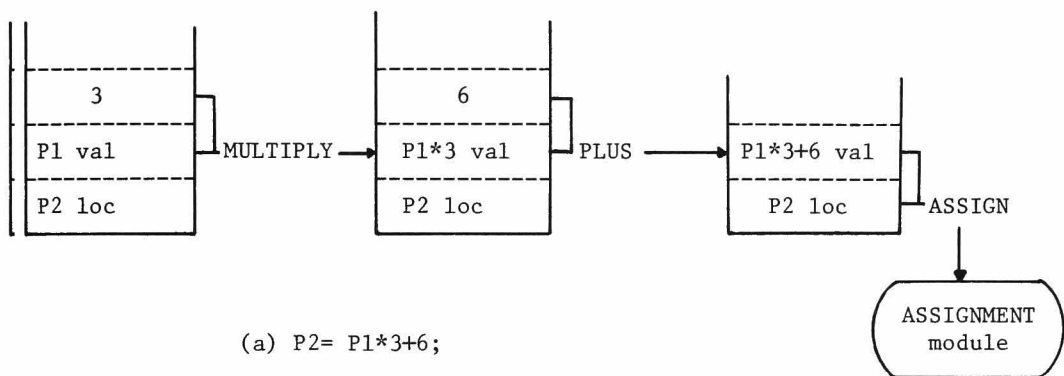 3
P1 val
P2 loc
MULTIPLY
6
P1*3 val
P2 loc
PLUS
P1*3+6 val
P2 loc
ASSIGN
ASSIGNMENT
module
(a) P2= P1*3+6;